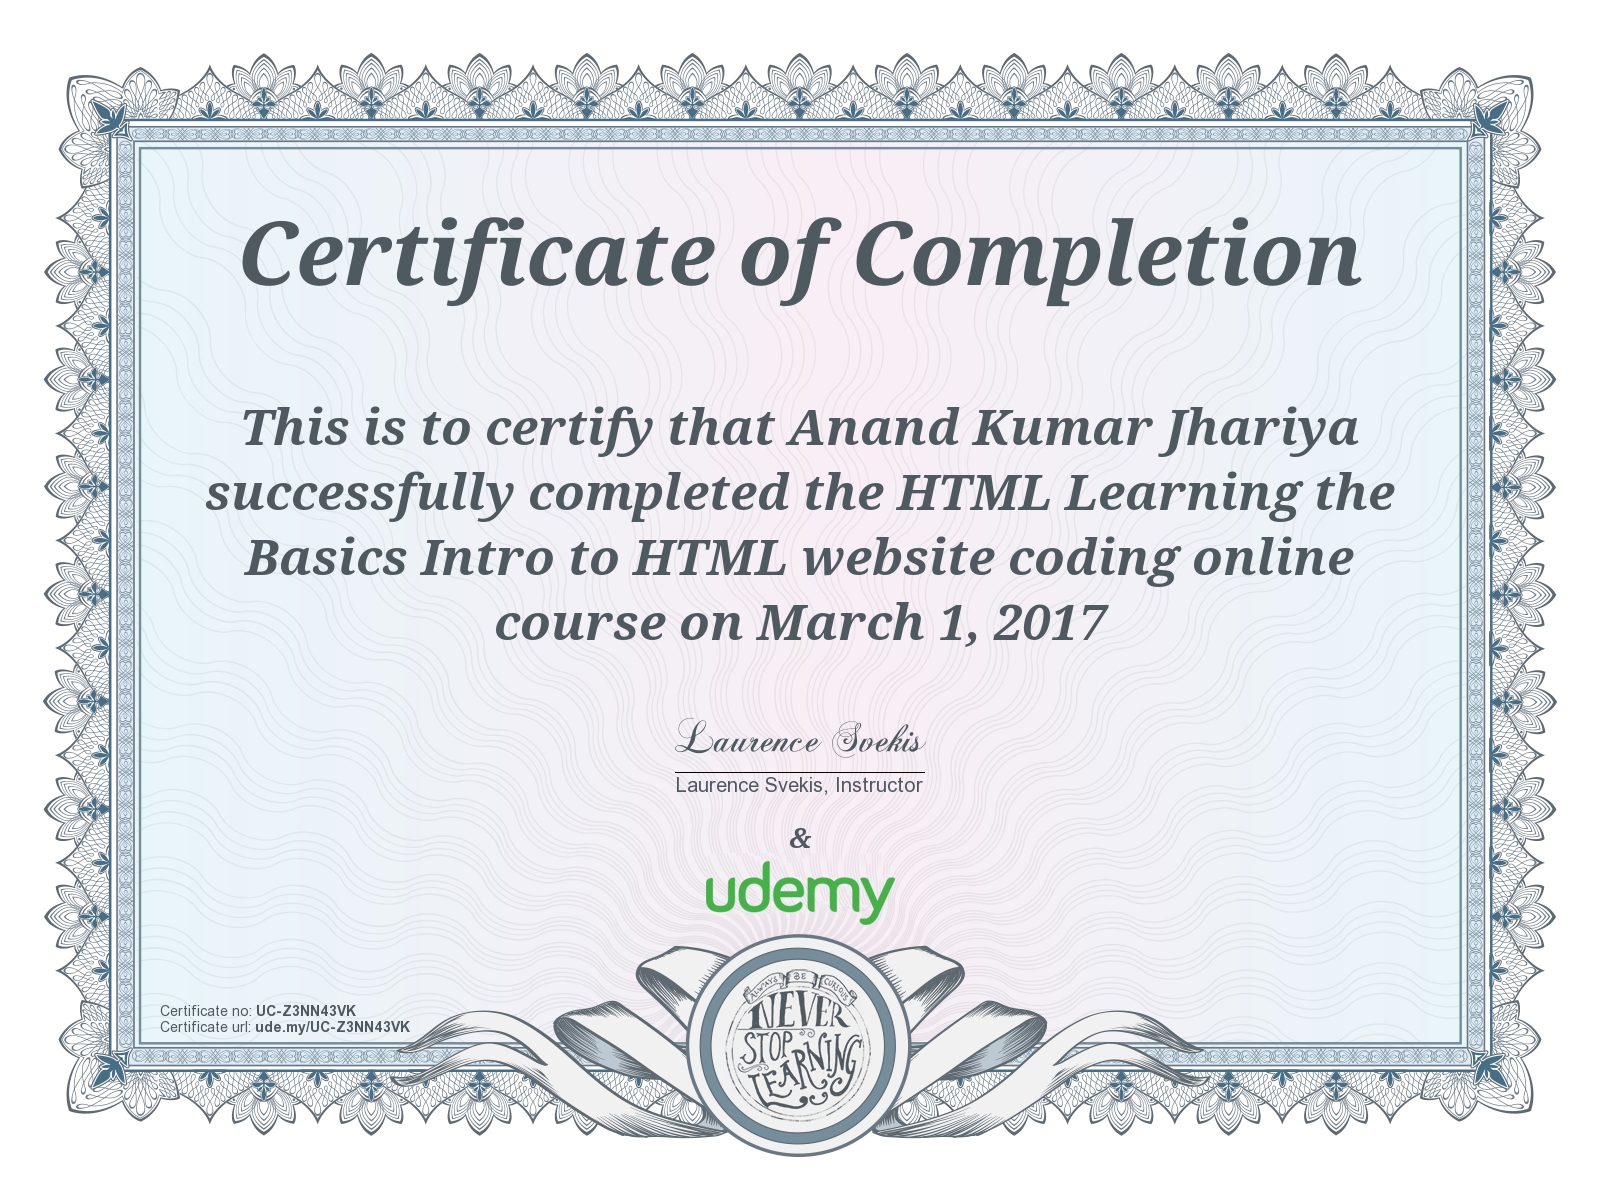 Certificate of Completion
This is to certify that Anand Kumar Jhariya
successfully completed the HTML Learning the
Basics Intro to HTML website coding online
course on March 1, 2017
Laurence Svekis
Laurence Svekis, Instructor
&
udemy
Certificate no: UC-Z3NN43VK
Certificate url: ude.my/UC-Z3NN43VK
ALWAYS BE CURIOUS
NEVER
STOP
LEARNING